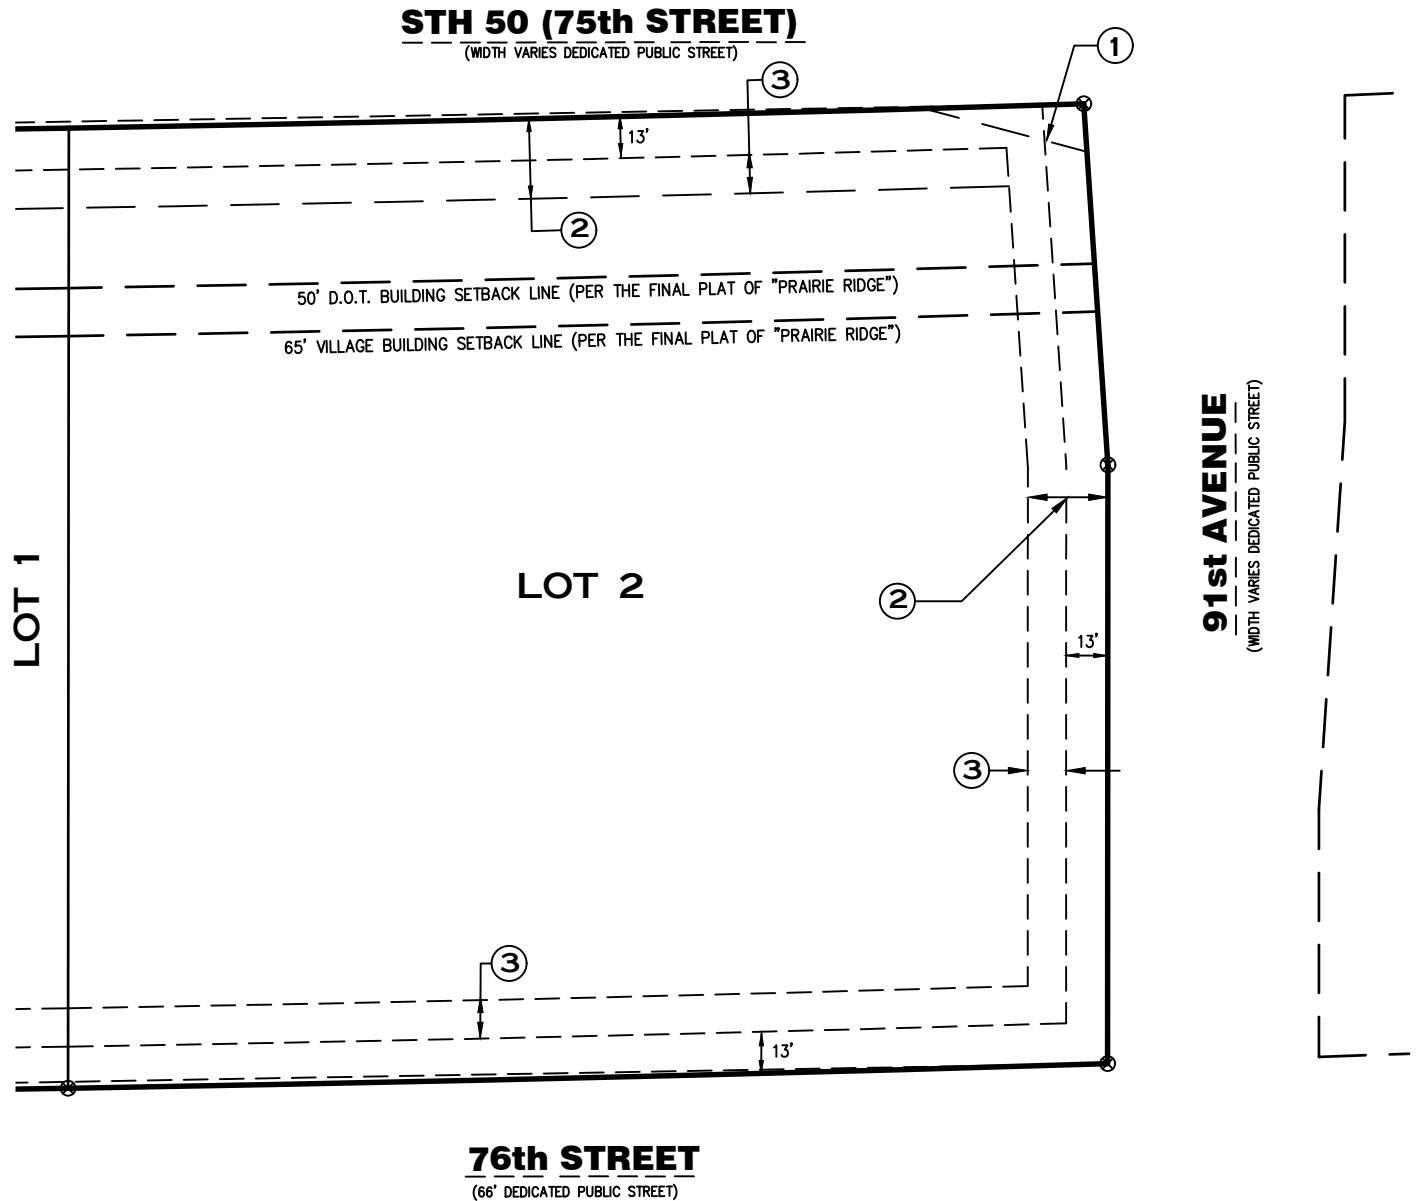 STH 50 (75th STREET)
(WIDTH VARIES DEDICATED PUBLIC STREET)
1
3
13'
2
50' D.O.T. BUILDING SETBACK LINE (PER THE FINAL PLAT OF "PRAIRIE RIDGE")
65' VILLAGE BUILDING SETBACK LINE (PER THE FINAL PLAT OF "PRAIRIE RIDGE")
91st AVENUE
(WIDTH VARIES DEDICATED PUBLIC STREET)
LOT 1
LOT 2
2
13'
3
3
13'
76th STREET
(66' DEDICATED PUBLIC STREET)